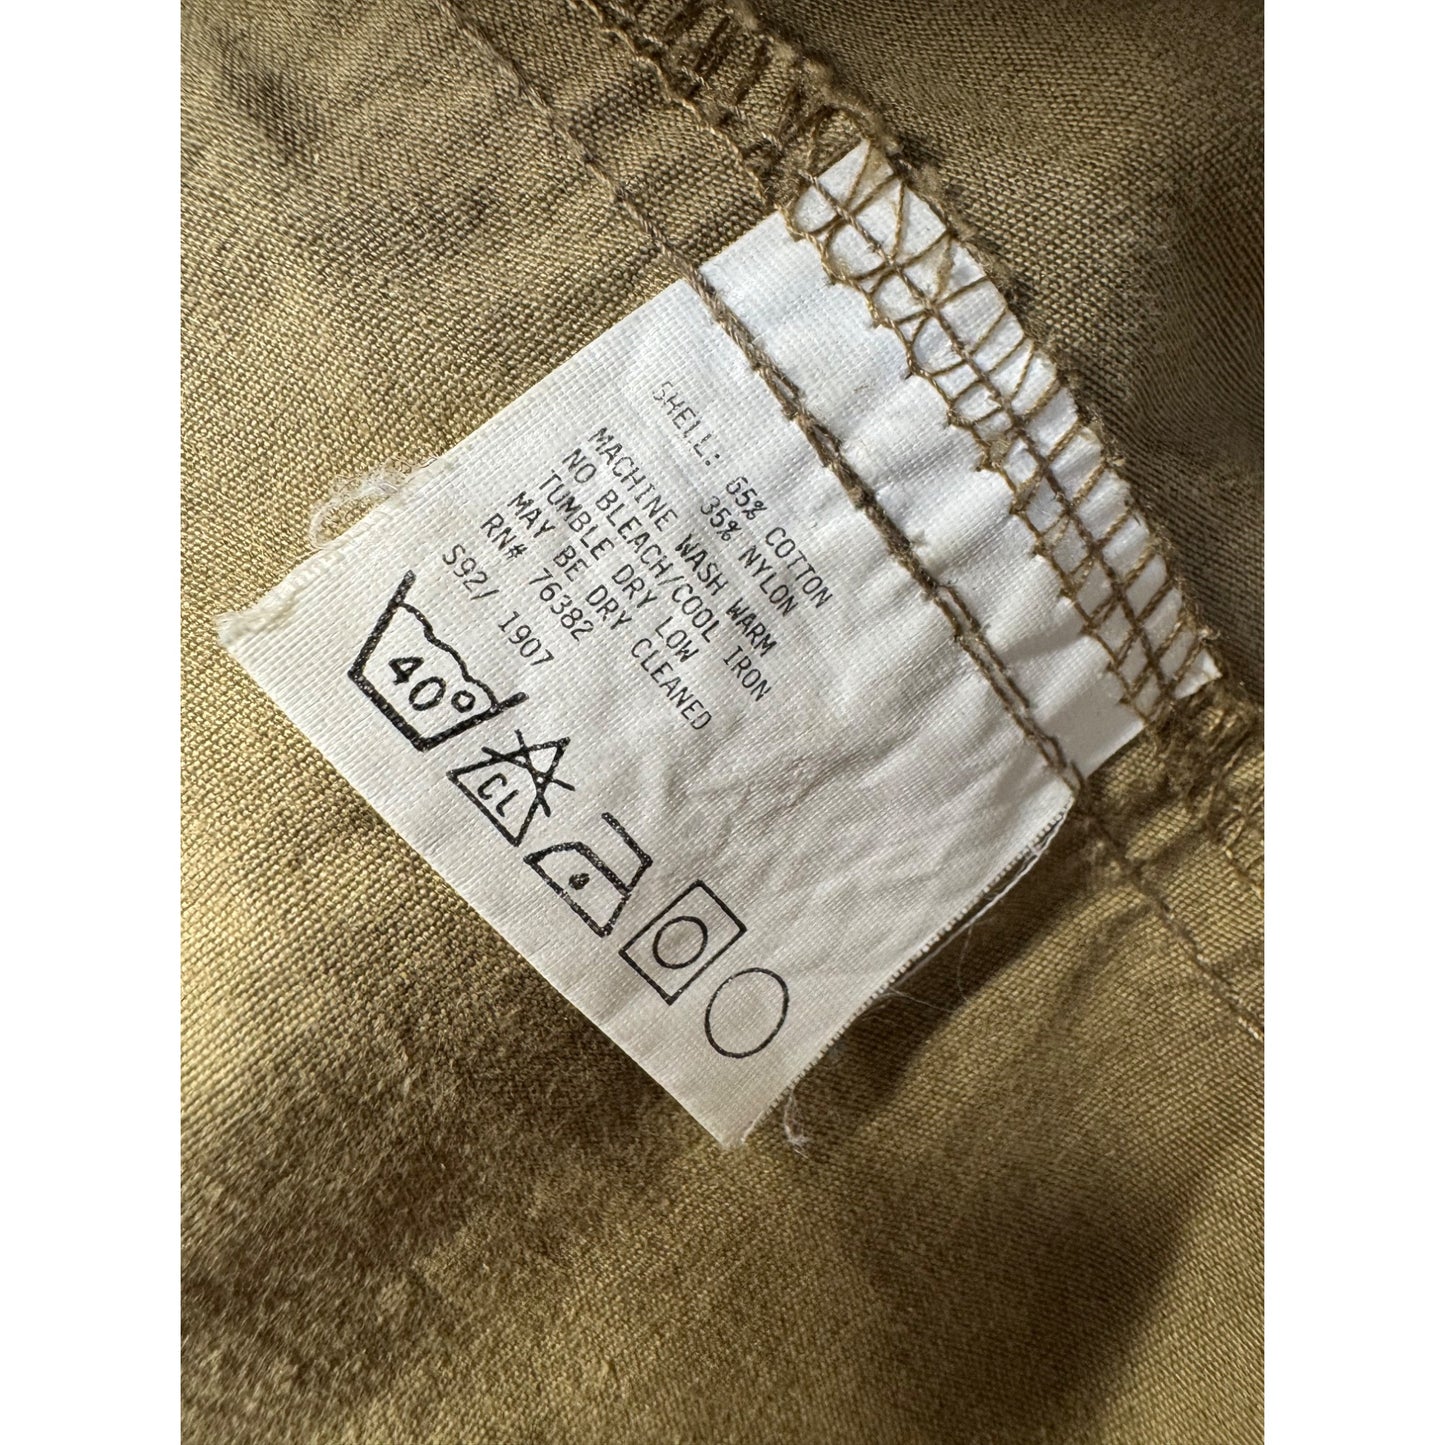 SHELL: 65% COTTON
35% NYLON
MACHINE WASH WARM
NO BLEACH/COOL IRON
TUMBLE DRY LOW
MAY BE DRY CLEANED
RN# 76382
S92/ 1907
40°
CL